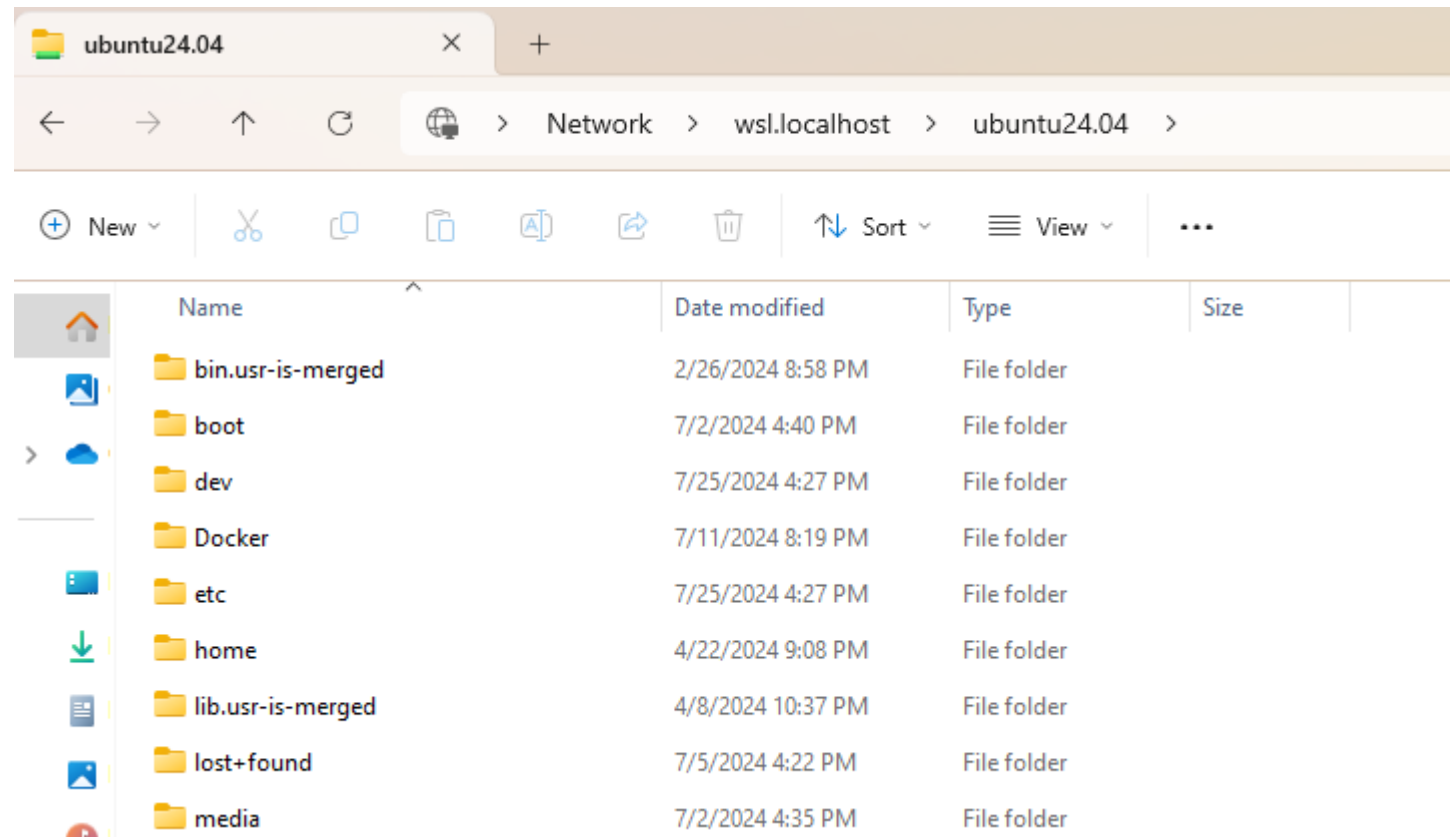 ubuntu24.04
Network > wsl.localhost > ubuntu24.04 >
New Sort View ...
Name Date modified Type Size
bin.usr-is-merged 2/26/2024 8:58 PM File folder
boot 7/2/2024 4:40 PM File folder
dev 7/25/2024 4:27 PM File folder
Docker 7/11/2024 8:19 PM File folder
etc 7/25/2024 4:27 PM File folder
home 4/22/2024 9:08 PM File folder
lib.usr-is-merged 4/8/2024 10:37 PM File folder
lost+found 7/5/2024 4:22 PM File folder
media 7/2/2024 4:35 PM File folder